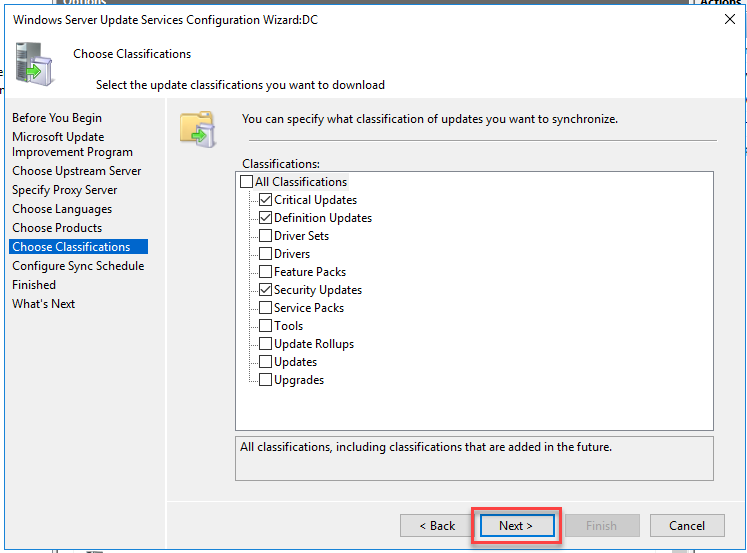 Options
Actions
Windows Server Update Services Configuration Wizard:DC
Choose Classifications
Select the update classifications you want to download
Before You Begin
Microsoft Update
Improvement Program
Choose Upstream Server
Specify Proxy Server
Choose Languages
Choose Products
Choose Classifications
Configure Sync Schedule
Finished
What's Next
You can specify what classification of updates you want to synchronize.
Classifications:
All Classifications
Critical Updates
Definition Updates
Driver Sets
Drivers
Feature Packs
Security Updates
Service Packs
Tools
Update Rollups
Updates
Upgrades
All classifications, including classifications that are added in the future.
< Back
Next >
Finish
Cancel